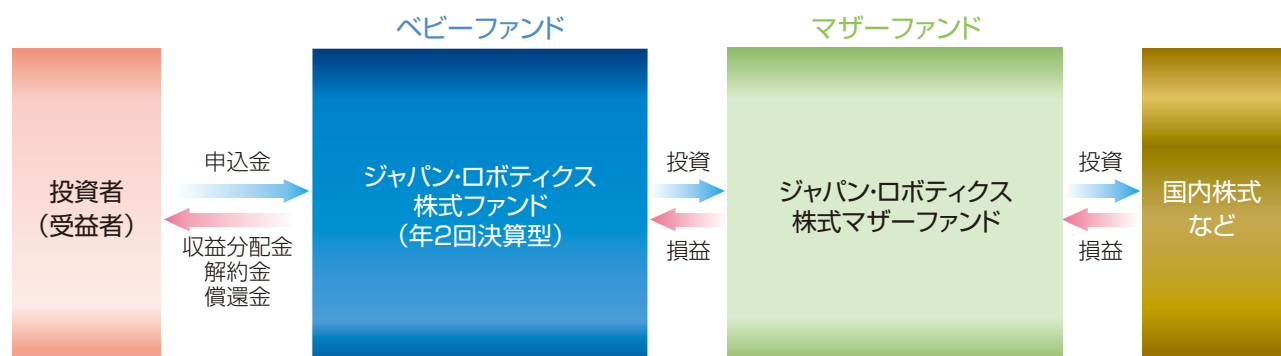 ベビーファンド
マザーファンド
投資者
（受益者）
申込金
収益分配金
解約金
償還金
ジャパン・ロボティクス
株式ファンド
（年2回決算型）
投資
損益
ジャパン・ロボティクス
株式マザーファンド
投資
損益
国内株式
など